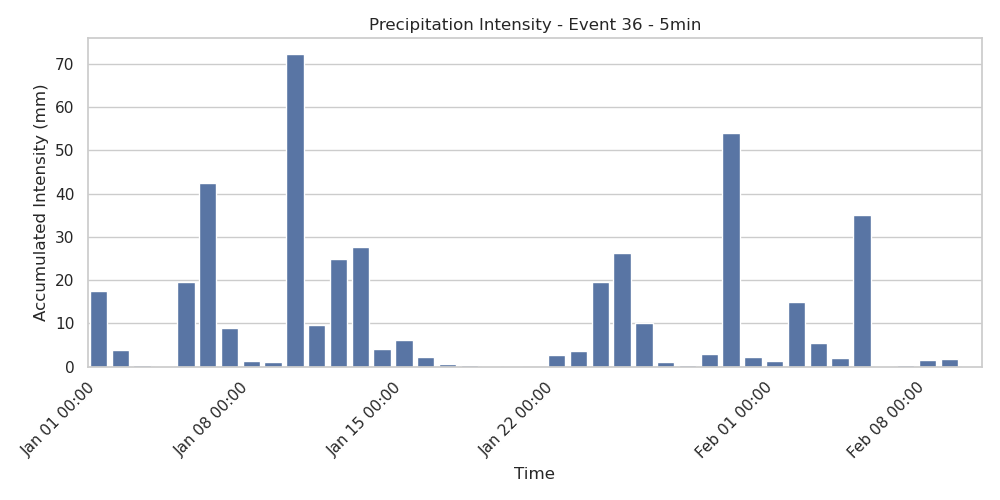 Precipitation Intensity - Event 36 - 5min
Accumulated Intensity (mm)
70
60
50
40
30
20
10
0
Jan 01 00:00
Jan 08 00:00
Jan 15 00:00
Jan 22 00:00
Feb 01 00:00
Feb 08 00:00
Time